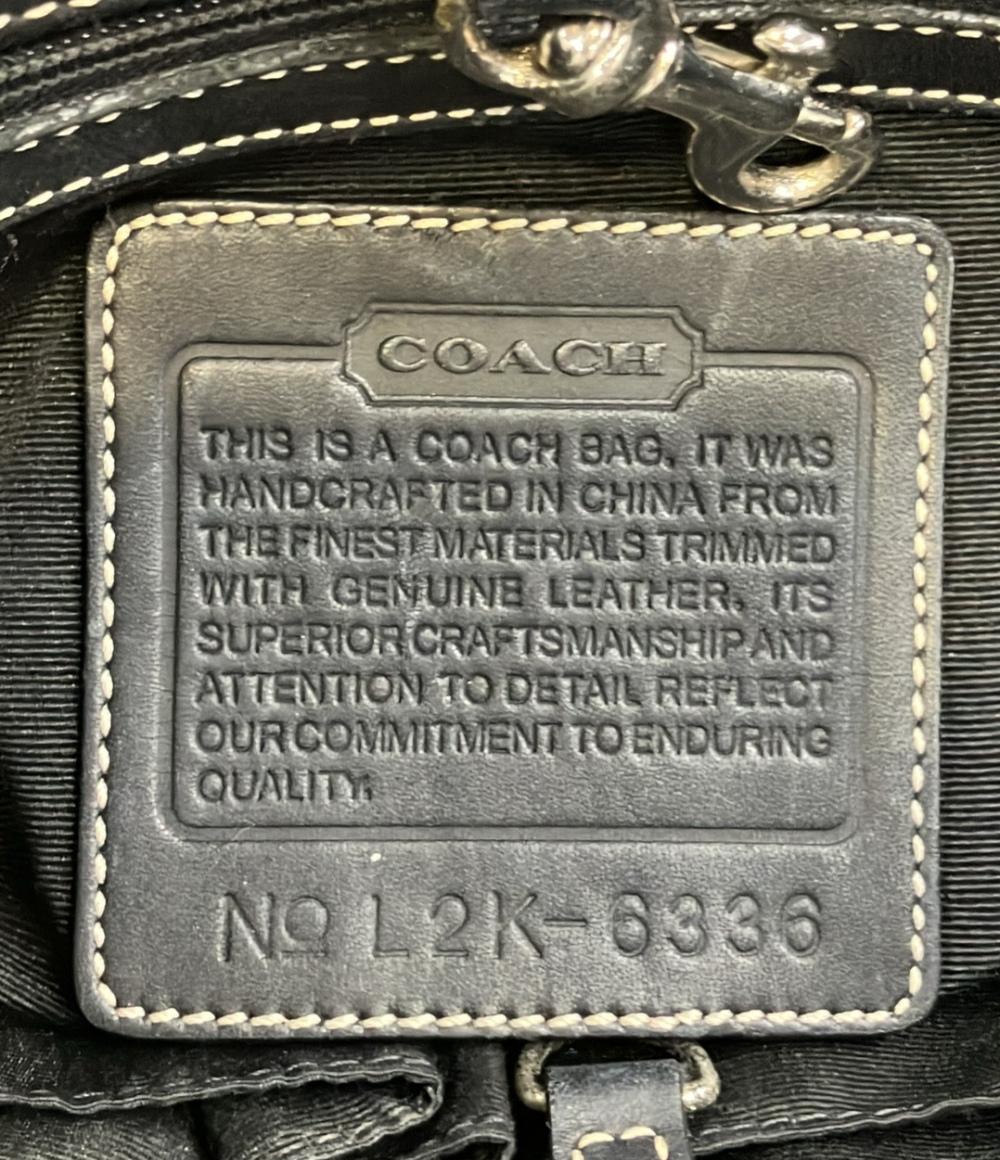 COACH
THIS IS A COACH BAG. IT WAS
HANDCRAFTED IN CHINA FROM
THE FINEST MATERIALS TRIMMED
WITH GENUINE LEATHER. ITS
SUPERIOR CRAFTSMANSHIP AND
ATTENTION TO DETAIL REFLECT
OUR COMMITMENT TO ENDURING
QUALITY.
Nº L2K-6336